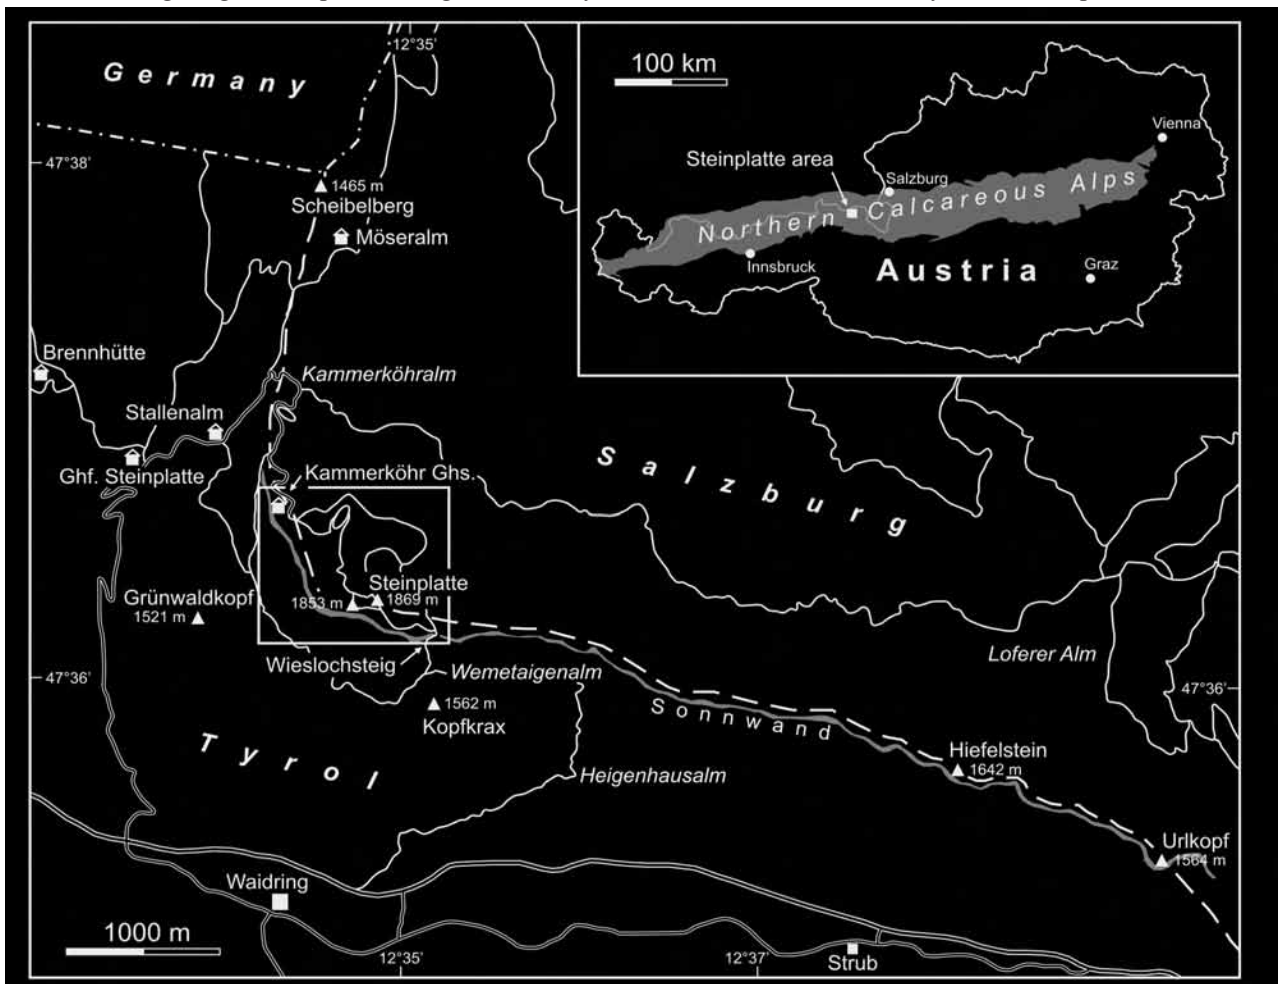 12°35'
Germany
47°38'
1465 m
Scheibelberg
Möseralm
100 km
Vienna
Steinplatte area
Salzburg
Northern Calcareous Alps
Innsbruck
Austria
Graz
Brennhütte
Kammerköhralm
Stallenalm
Ghf. Steinplatte
Kammerköhr Ghs.
Salzburg
Steinplatte
1853 m
1869 m
Grünwaldkopf
1521 m
Wieslochsteig
Wemetaigenalm
Loferer Alm
47°36'
47°36'
1562 m
Kopfkrax
Sonnwand
Tyrol
Hiefelstein
1642 m
Heigenhausalm
Urlkopf
1564 m
Waidring
1000 m
12°35'
12°37'
Strub